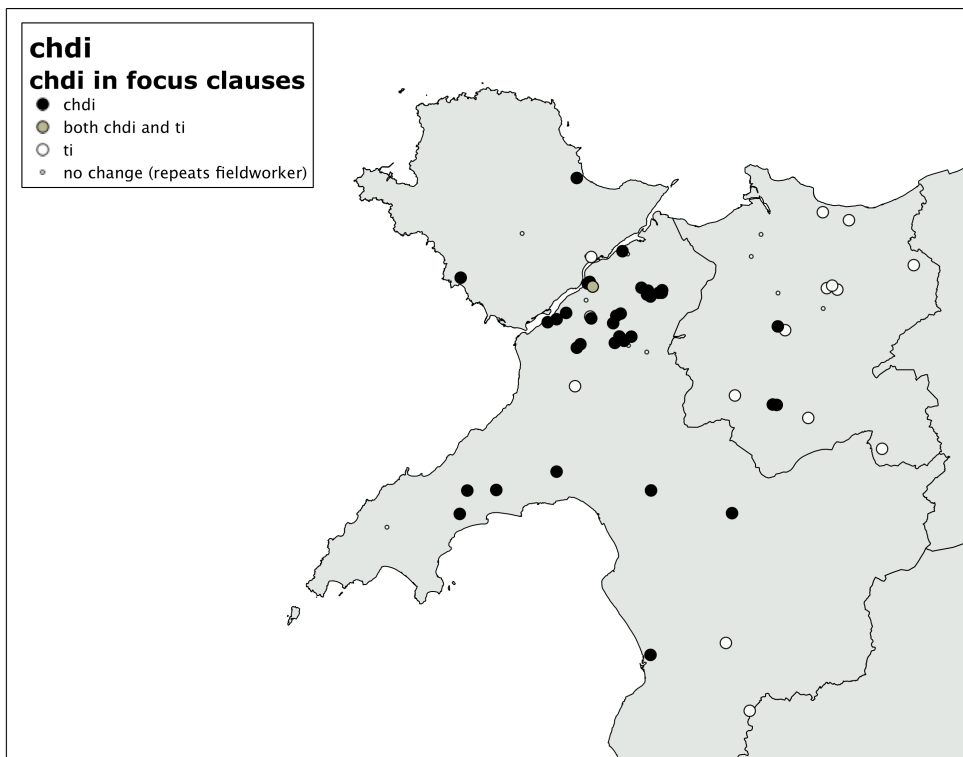 chdi
chdi in focus clauses
chdi
both chdi and ti
ti
no change (repeats fieldworker)